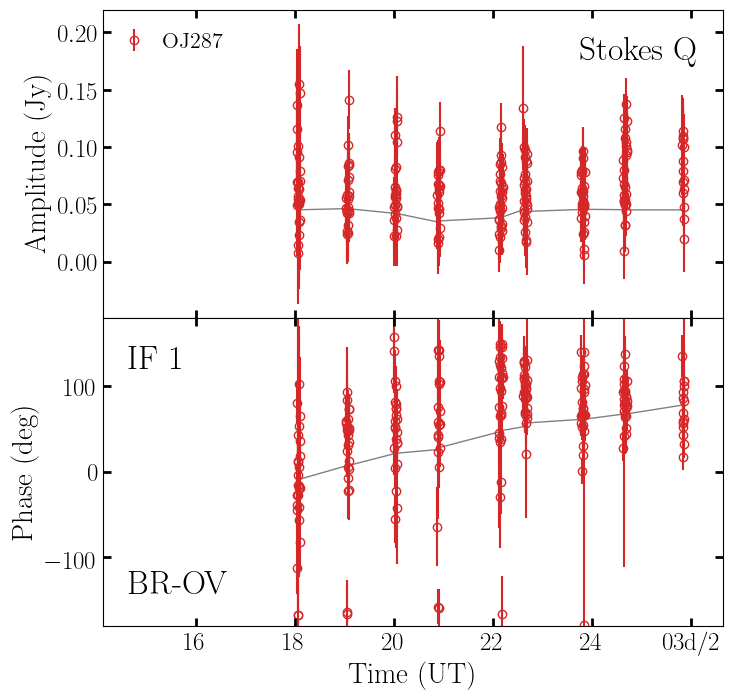 OJ287
Stokes Q
0.20
0.15
0.10
0.05
0.00
Amplitude (Jy)
IF 1
100
0
−100
Phase (deg)
BR-OV
16 18 20 22 24 03d/2
Time (UT)